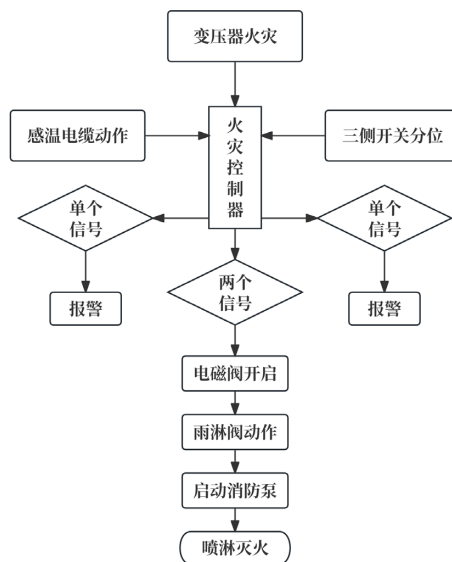 变压器火灾
感温电缆动作
火
灾
控
制
器
三侧开关分位
单个
信号
单个
信号
两个
信号
报警
报警
电磁阀开启
雨淋阀动作
启动消防泵
喷淋灭火